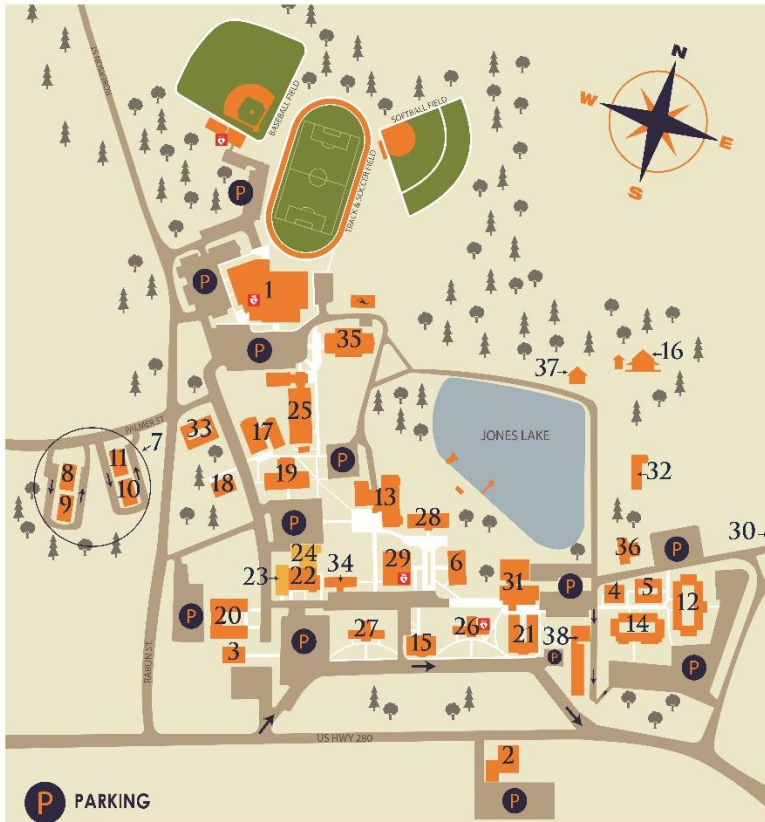 ROBERSON ST
BASEBALL FIELD
TRACK & SOCCER FIELD
SOFTBALL FIELD
N
W
E
S
P
P
1
P
35
37
16
25
JONES LAKE
PALMER ST.
7
33
17
8
11
9
10
18
19
P
13
32
28
P
30
36
P
24
34
29
6
23
22
31
P
4
5
12
20
P
P
3
27
15
26
21
38
14
P
P
RABUN ST.
US HWY 280
2
P
P PARKING